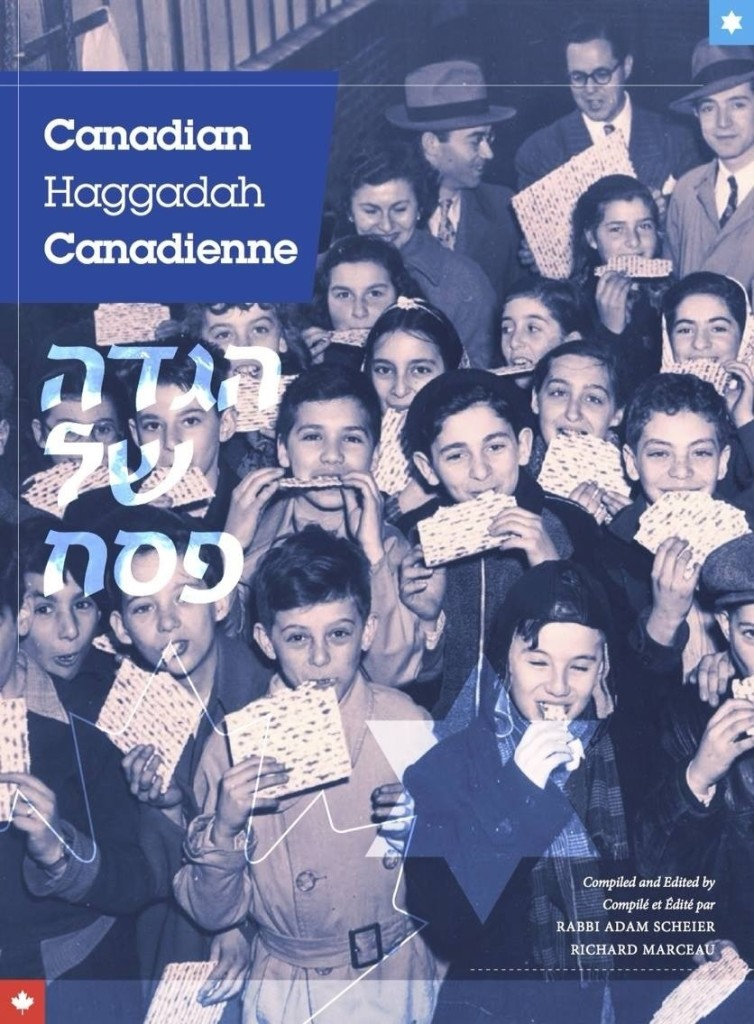 Canadian
Haggadah
Canadienne
הגדה
של
פסח
Compiled and Edited by
Compilé et Édité par
RABBI ADAM SCHEIER
RICHARD MARCEAU